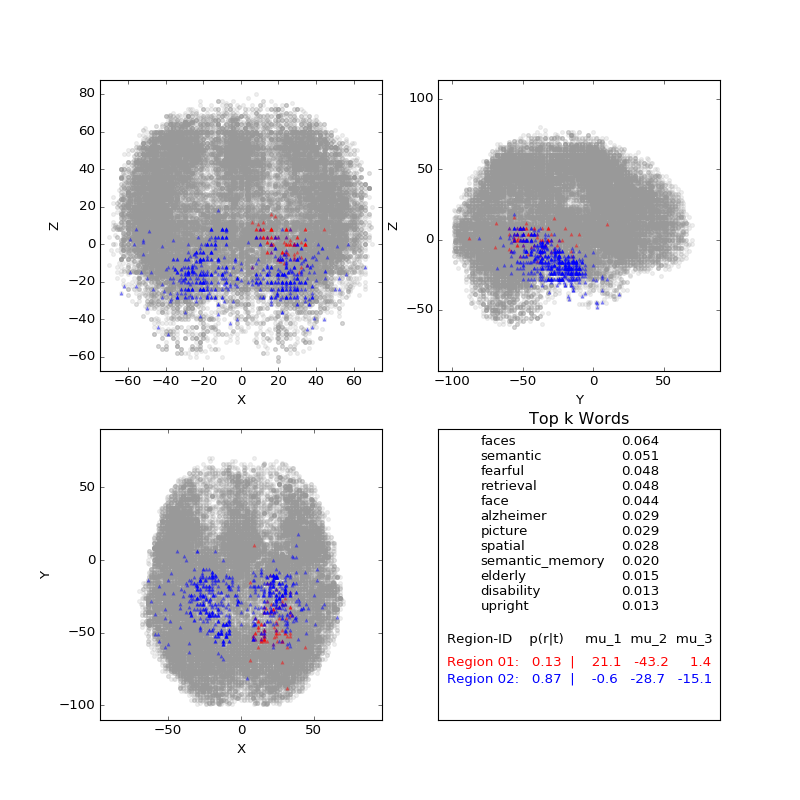 80
60
40
20
0
−20
−40
−60
Z
−60 −40 −20 0 20 40 60
X
100
50
0
−50
Z
−100 −50 0 50
Y
50
0
−50
−100
Y
−50 0 50
X
Top k Words
faces 0.064
semantic 0.051
fearful 0.048
retrieval 0.048
face 0.044
alzheimer 0.029
picture 0.029
spatial 0.028
semantic_memory 0.020
elderly 0.015
disability 0.013
upright 0.013
Region-ID p(r|t) mu_1 mu_2 mu_3
Region 01: 0.13 | 21.1 -43.2 1.4
Region 02: 0.87 | -0.6 -28.7 -15.1